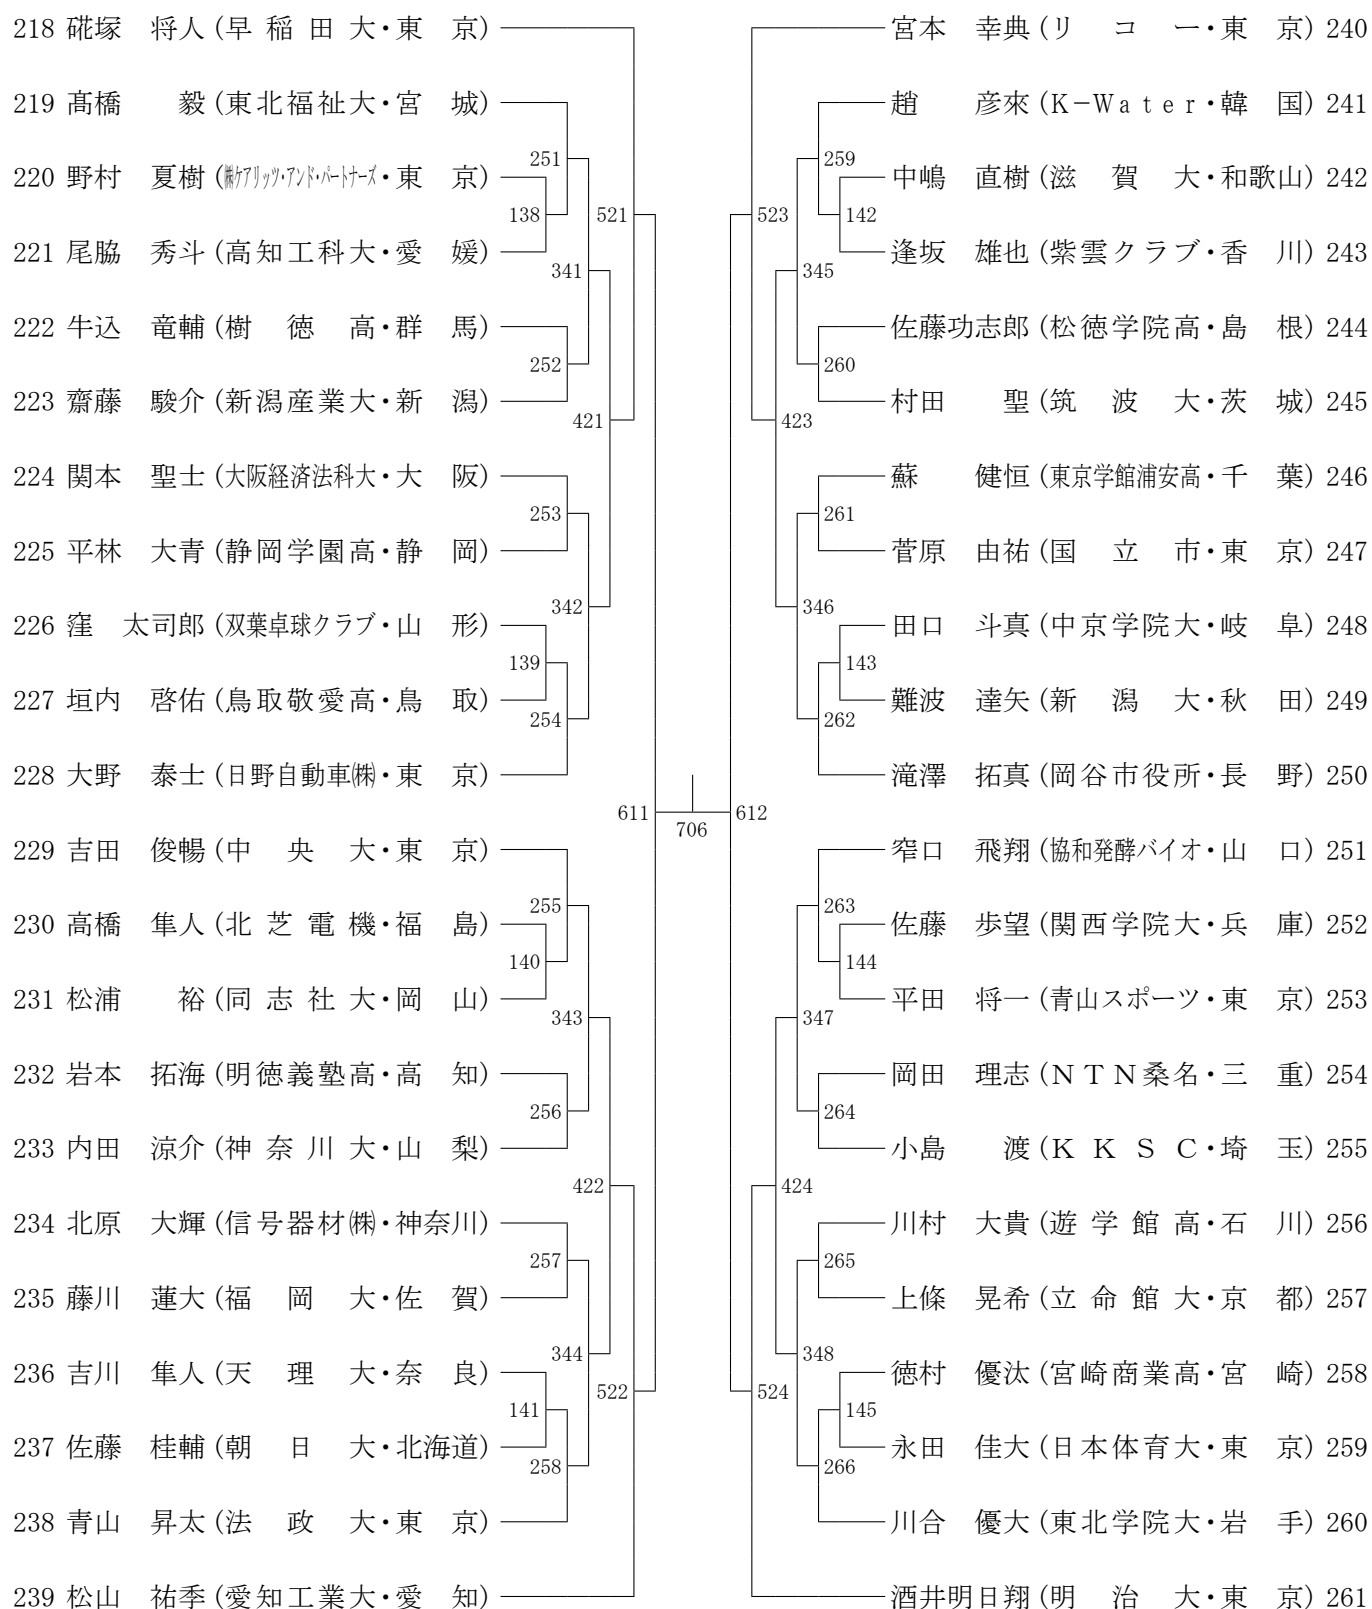 218 硴塚　将人(早稲田大・東　京)
219 髙橋　　毅(東北福祉大・宮　城)
220 野村　夏樹(㈱ケアリッツ・アンド・パートナーズ・東　京)
221 尾脇　秀斗(高知工科大・愛　媛)
222 牛込　竜輔(樹　徳　高・群　馬)
223 齋藤　駿介(新潟産業大・新　潟)
224 関本　聖士(大阪経済法科大・大　阪)
225 平林　大青(静岡学園高・静　岡)
226 窪　太司郎(双葉卓球クラブ・山　形)
227 垣内　啓佑(鳥取敬愛高・鳥　取)
228 大野　泰士(日野自動車㈱・東　京)
229 吉田　俊暢(中　央　大・東　京)
230 高橋　隼人(北芝電機・福　島)
231 松浦　　裕(同志社大・岡　山)
232 岩本　拓海(明徳義塾高・高　知)
233 内田　涼介(神奈川大・山　梨)
234 北原　大輝(信号器材㈱・神奈川)
235 藤川　蓮大(福　岡　大・佐　賀)
236 吉川　隼人(天　理　大・奈　良)
237 佐藤　桂輔(朝　日　大・北海道)
238 青山　昇太(法　政　大・東　京)
239 松山　祐季(愛知工業大・愛　知)
251
138
521
341
252
421
253
342
139
254
611
255
140
343
256
422
257
344
141
522
258
706
612
523
259
142
345
260
423
261
346
143
262
263
144
347
264
424
265
348
524
145
266
宮本　幸典(リ　コ　ー・東　京) 240
趙　　彦來(K−Water・韓　国) 241
中嶋　直樹(滋　賀　大・和歌山) 242
逢坂　雄也(紫雲クラブ・香　川) 243
佐藤功志郎(松徳学院高・島　根) 244
村田　　聖(筑　波　大・茨　城) 245
蘇　　健恒(東京学館浦安高・千　葉) 246
菅原　由祐(国　立　市・東　京) 247
田口　斗真(中京学院大・岐　阜) 248
難波　達矢(新　潟　大・秋　田) 249
滝澤　拓真(岡谷市役所・長　野) 250
窄口　飛翔(協和発酵バイオ・山　口) 251
佐藤　歩望(関西学院大・兵　庫) 252
平田　将一(青山スポーツ・東　京) 253
岡田　理志(ＮＴＮ桑名・三　重) 254
小島　　渡(ＫＫＳＣ・埼　玉) 255
川村　大貴(遊学館高・石　川) 256
上條　晃希(立命館大・京　都) 257
徳村　優汰(宮崎商業高・宮　崎) 258
永田　佳大(日本体育大・東　京) 259
川合　優大(東北学院大・岩　手) 260
酒井明日翔(明　治　大・東　京) 261